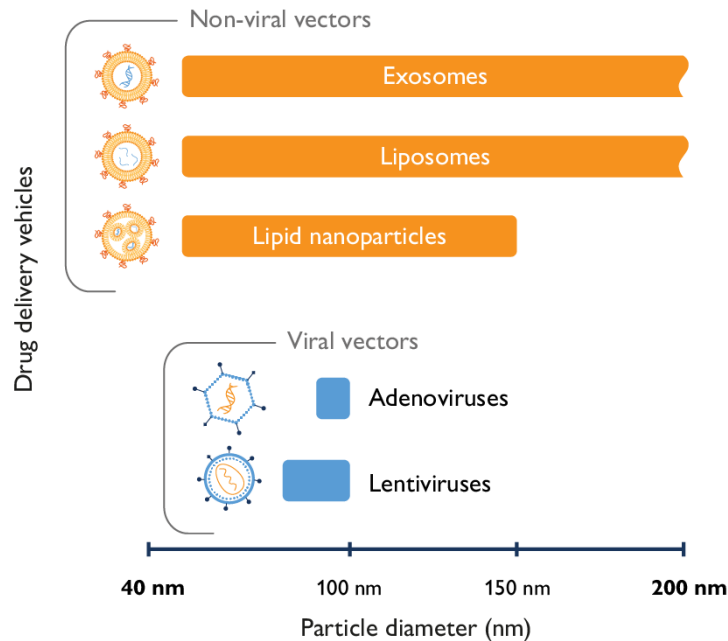 Non-viral vectors
Exosomes
Liposomes
Lipid nanoparticles
Drug delivery vehicles
Viral vectors
Adenoviruses
Lentiviruses
40 nm
100 nm
150 nm
200 nm
Particle diameter (nm)